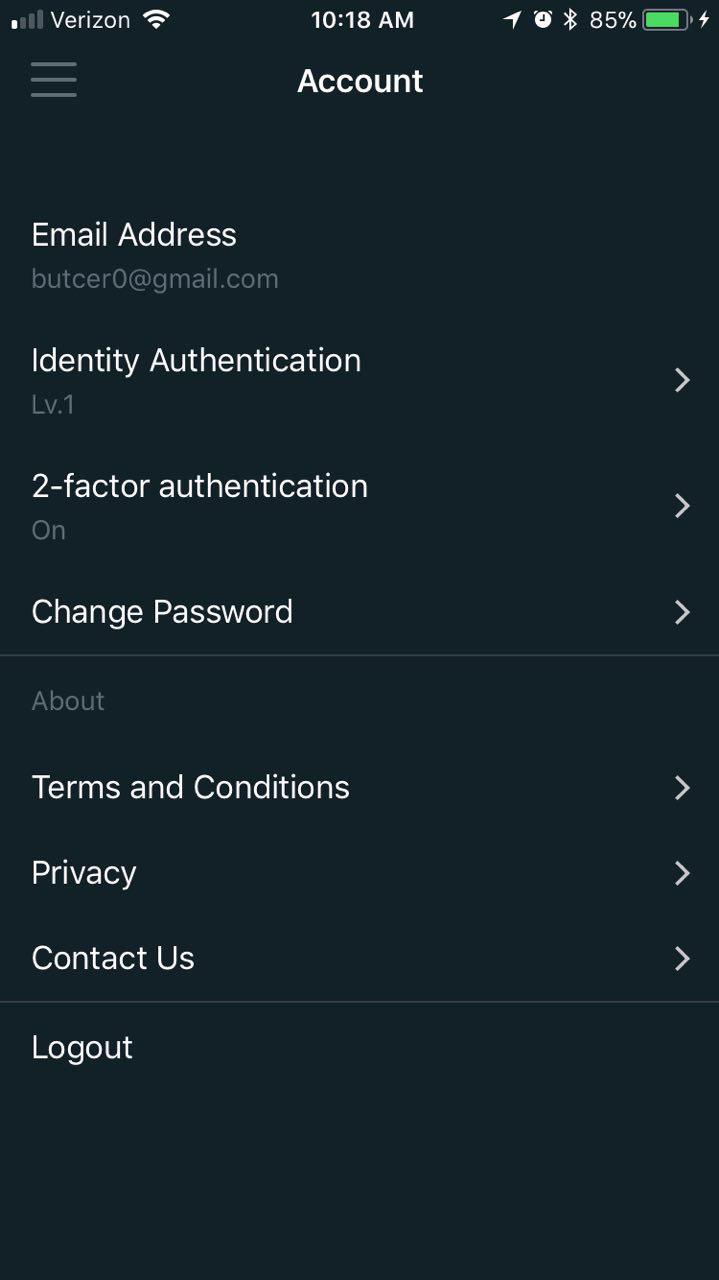 Verizon 10:18 AM 85%
Account
Email Address
butcer0@gmail.com
Identity Authentication
Lv.1
2-factor authentication
On
Change Password
About
Terms and Conditions
Privacy
Contact Us
Logout